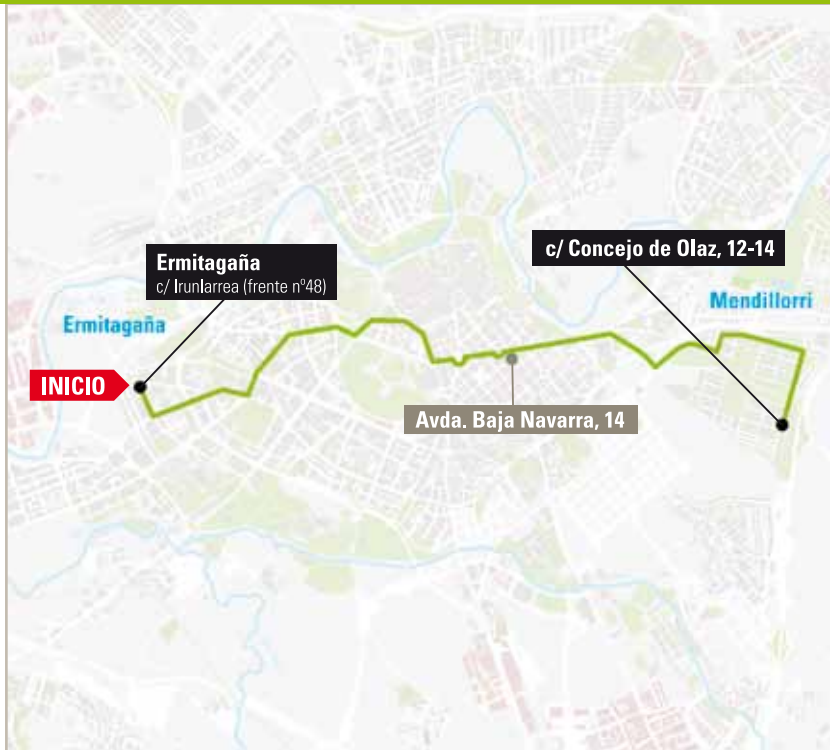 Ermitagaña
c/ Irunlarrea (frente nº48)
c/ Concejo de Olaz, 12-14
Mendillorri
Ermitagaña
INICIO
Avda. Baja Navarra, 14